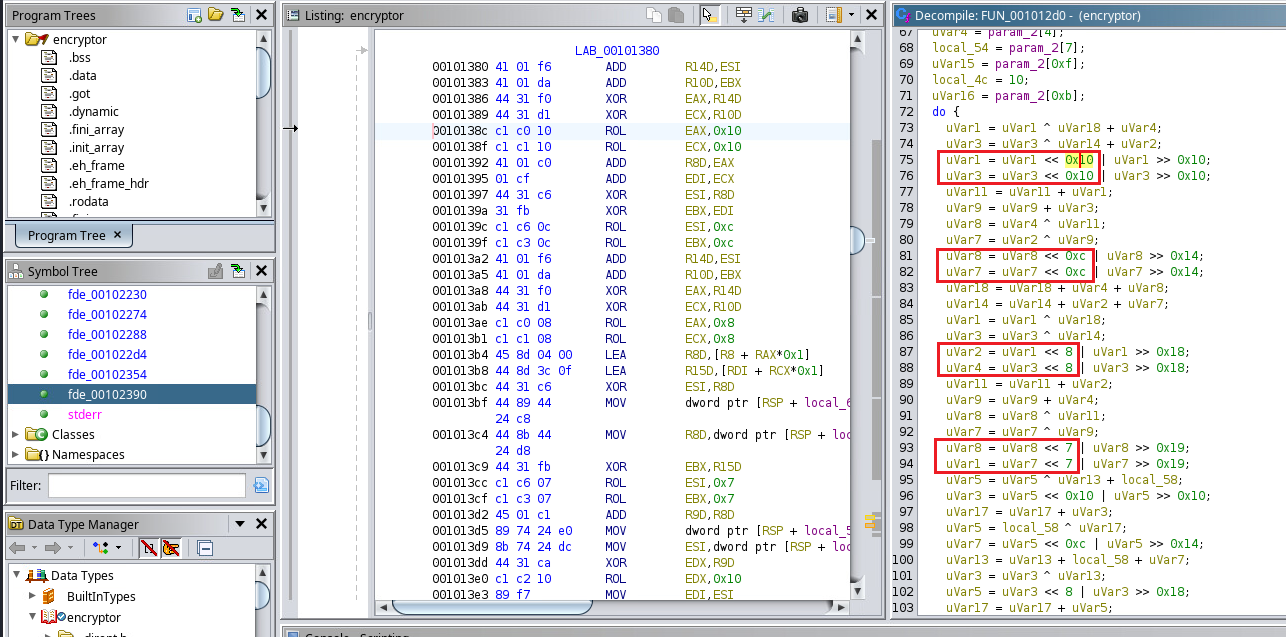 Program Trees
encryptor
.bss
.data
.got
.dynamic
.fini_array
.init_array
.eh_frame
.eh_frame_hdr
.rodata
Program Tree
Symbol Tree
fde_00102230
fde_00102274
fde_00102288
fde_001022d4
fde_00102354
fde_00102390
stderr
Classes
Namespaces
Filter:
Data Type Manager
Data Types
BuiltInTypes
encryptor
Listing: encryptor
LAB_00101380
00101380 41 01 f6 ADD R14D,ESI
00101383 41 01 da ADD R10D,EBX
00101386 44 31 f0 XOR EAX,R14D
00101389 44 31 d1 XOR ECX,R10D
0010138c c1 c0 10 ROL EAX,0x10
0010138f c1 c1 10 ROL ECX,0x10
00101392 41 01 c0 ADD R8D,EAX
00101395 01 cf ADD EDI,ECX
00101397 44 31 c6 XOR ESI,R8D
0010139a 31 fb XOR EBX,EDI
0010139c c1 c6 0c ROL ESI,0xc
0010139f c1 c3 0c ROL EBX,0xc
001013a2 41 01 f6 ADD R14D,ESI
001013a5 41 01 da ADD R10D,EBX
001013a8 44 31 f0 XOR EAX,R14D
001013ab 44 31 d1 XOR ECX,R10D
001013ae c1 c0 08 ROL EAX,0x8
001013b1 c1 c1 08 ROL ECX,0x8
001013b4 45 8d 04 00 LEA R8D,[R8 + RAX*0x1]
001013b8 44 8d 3c 0f LEA R15D,[RDI + RCX*0x1]
001013bc 44 31 c6 XOR ESI,R8D
001013bf 44 89 44 MOV dword ptr [RSP + local_6
24 c8
001013c4 44 8b 44 MOV R8D,dword ptr [RSP + loc
24 d8
001013c9 44 31 fb XOR EBX,R15D
001013cc c1 c6 07 ROL ESI,0x7
001013cf c1 c3 07 ROL EBX,0x7
001013d2 45 01 c1 ADD R9D,R8D
001013d5 89 74 24 e0 MOV dword ptr [RSP + local_5
001013d9 8b 74 24 dc MOV ESI,dword ptr [RSP + loc
001013dd 44 31 ca XOR EDX,R9D
001013e0 c1 c2 10 ROL EDX,0x10
001013e3 89 f7 MOV EDI,ESI
Decompile: FUN_001012d0 - (encryptor)
67 uVar4 = param_2[4];
68 local_54 = param_2[7];
69 uVar15 = param_2[0xf];
70 local_4c = 10;
71 uVar16 = param_2[0xb];
72 do {
73 uVar1 = uVar1 ^ uVar18 + uVar4;
74 uVar3 = uVar3 ^ uVar14 + uVar2;
75 uVar1 = uVar1 << 0x10 | uVar1 >> 0x10;
76 uVar3 = uVar3 << 0x10 | uVar3 >> 0x10;
77 uVar11 = uVar11 + uVar1;
78 uVar9 = uVar9 + uVar3;
79 uVar8 = uVar4 ^ uVar11;
80 uVar7 = uVar2 ^ uVar9;
81 uVar8 = uVar8 << 0xc | uVar8 >> 0x14;
82 uVar7 = uVar7 << 0xc | uVar7 >> 0x14;
83 uVar18 = uVar18 + uVar4 + uVar8;
84 uVar14 = uVar14 + uVar2 + uVar7;
85 uVar1 = uVar1 ^ uVar18;
86 uVar3 = uVar3 ^ uVar14;
87 uVar2 = uVar1 << 8 | uVar1 >> 0x18;
88 uVar4 = uVar3 << 8 | uVar3 >> 0x18;
89 uVar11 = uVar11 + uVar2;
90 uVar9 = uVar9 + uVar4;
91 uVar8 = uVar8 ^ uVar11;
92 uVar7 = uVar7 ^ uVar9;
93 uVar8 = uVar8 << 7 | uVar8 >> 0x19;
94 uVar1 = uVar7 << 7 | uVar7 >> 0x19;
95 uVar5 = uVar5 ^ uVar13 + local_58;
96 uVar3 = uVar5 << 0x10 | uVar5 >> 0x10;
97 uVar17 = uVar17 + uVar3;
98 uVar5 = local_58 ^ uVar17;
99 uVar7 = uVar5 << 0xc | uVar5 >> 0x14;
100 uVar13 = uVar13 + local_58 + uVar7;
101 uVar3 = uVar3 ^ uVar13;
102 uVar5 = uVar3 << 8 | uVar3 >> 0x18;
103 uVar17 = uVar17 + uVar5;